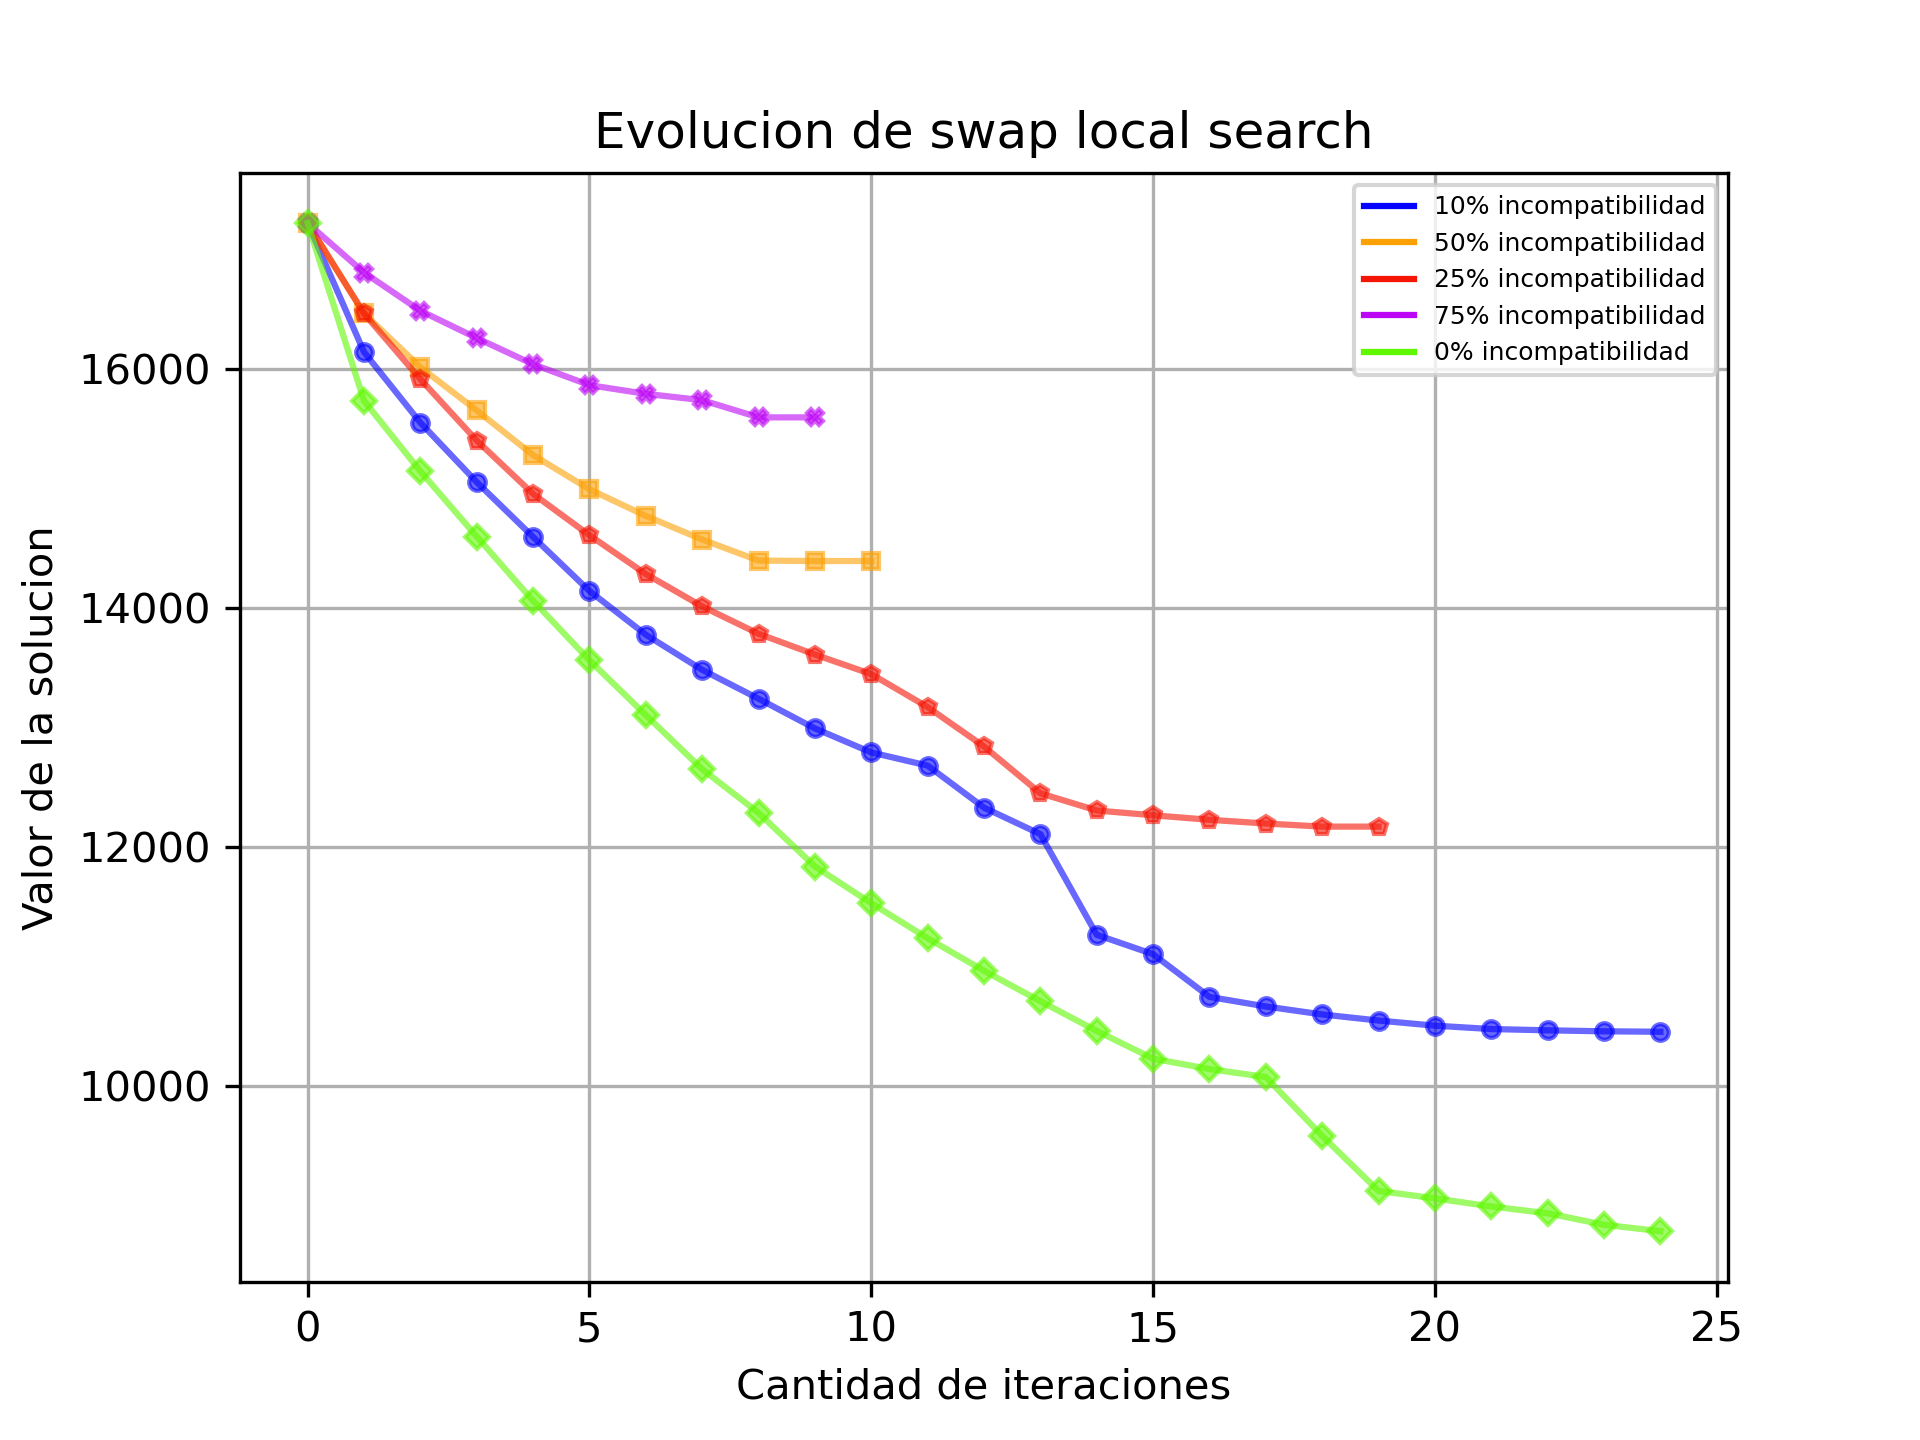 Evolucion de swap local search
10% incompatibilidad
50% incompatibilidad
25% incompatibilidad
75% incompatibilidad
0% incompatibilidad
Valor de la solucion
16000
14000
12000
10000
0 5 10 15 20 25
Cantidad de iteraciones